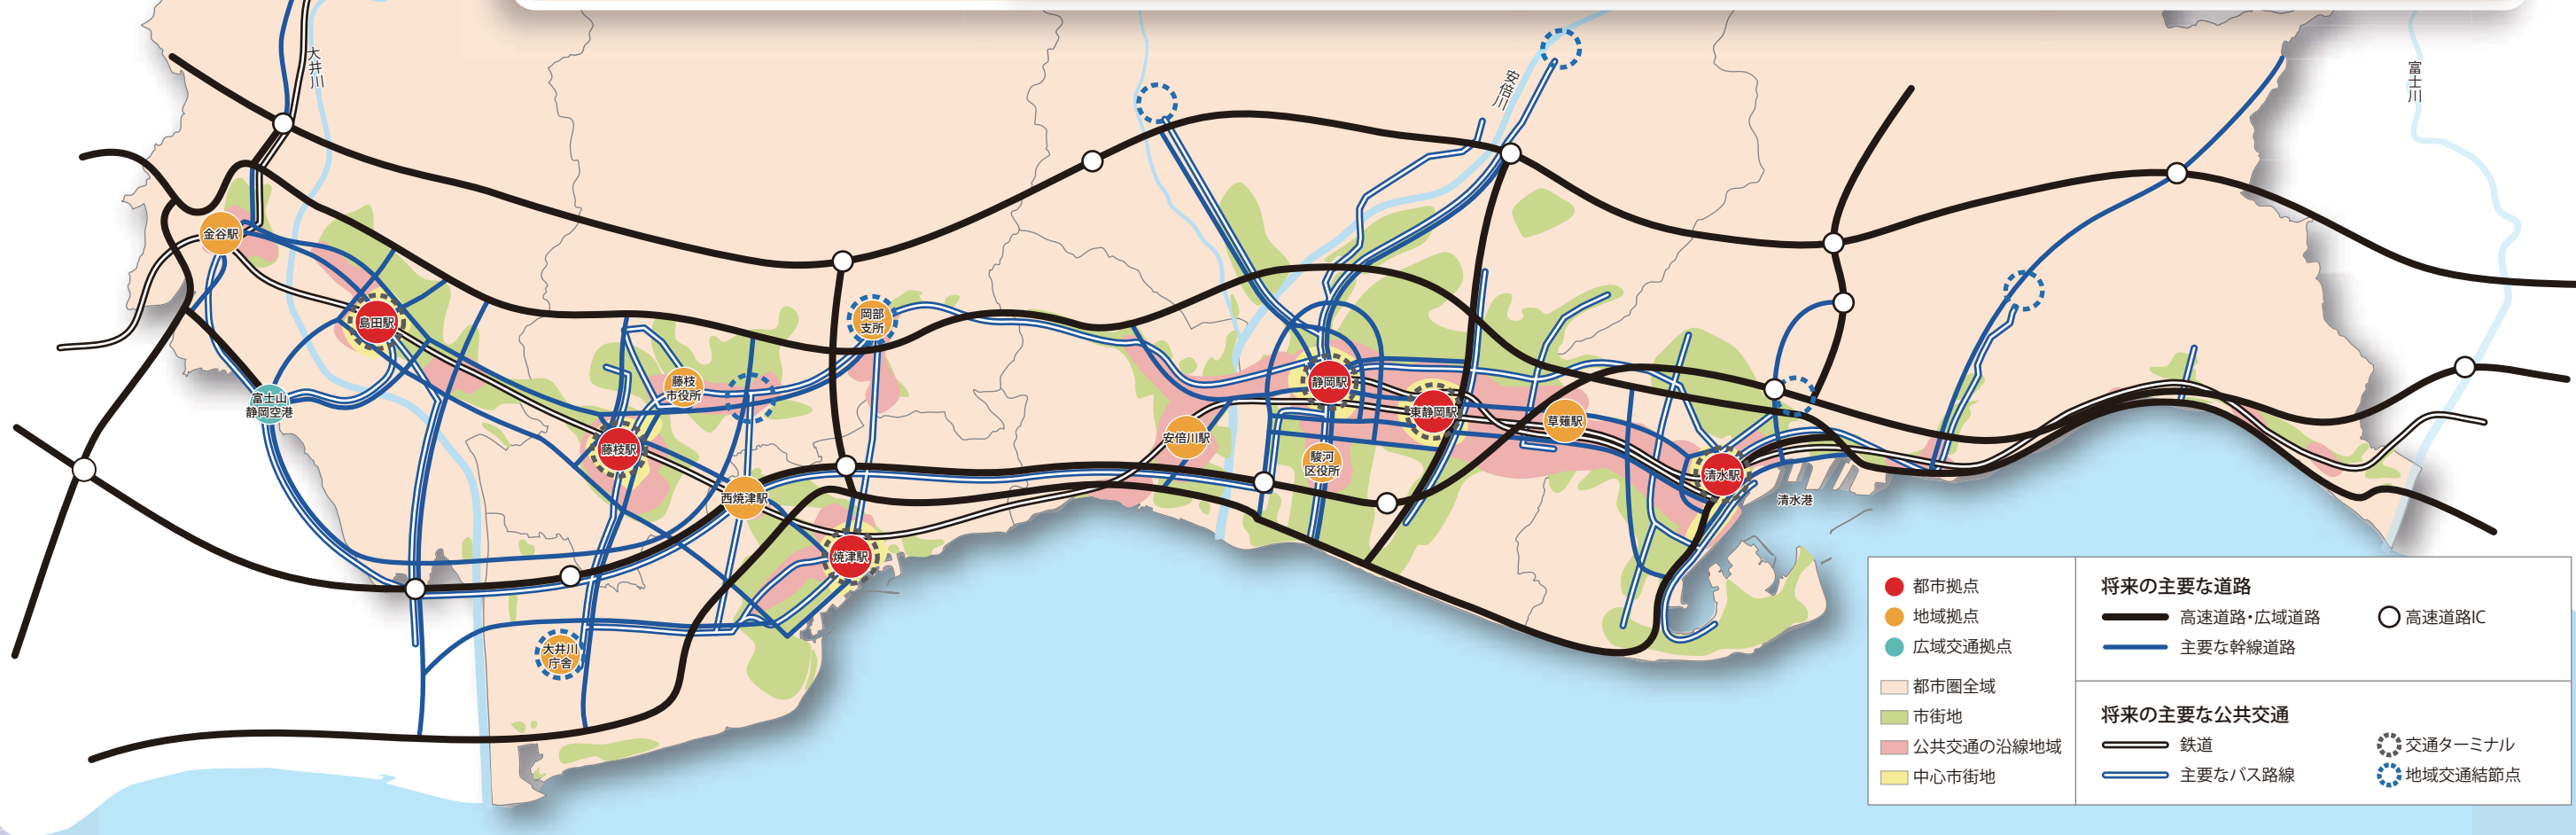 大井川
安倍川
富士川
金谷駅
島田駅
富士山
静岡空港
岡部
支所
藤枝
市役所
藤枝駅
西焼津駅
焼津駅
大井川
庁舎
安倍川駅
静岡駅
東静岡駅
駿河
区役所
草薙駅
清水駅
清水港
都市拠点
地域拠点
広域交通拠点
都市圏全域
市街地
公共交通の沿線地域
中心市街地
将来の主要な道路
高速道路・広域道路
高速道路IC
主要な幹線道路
将来の主要な公共交通
鉄道
交通ターミナル
主要なバス路線
地域交通結節点